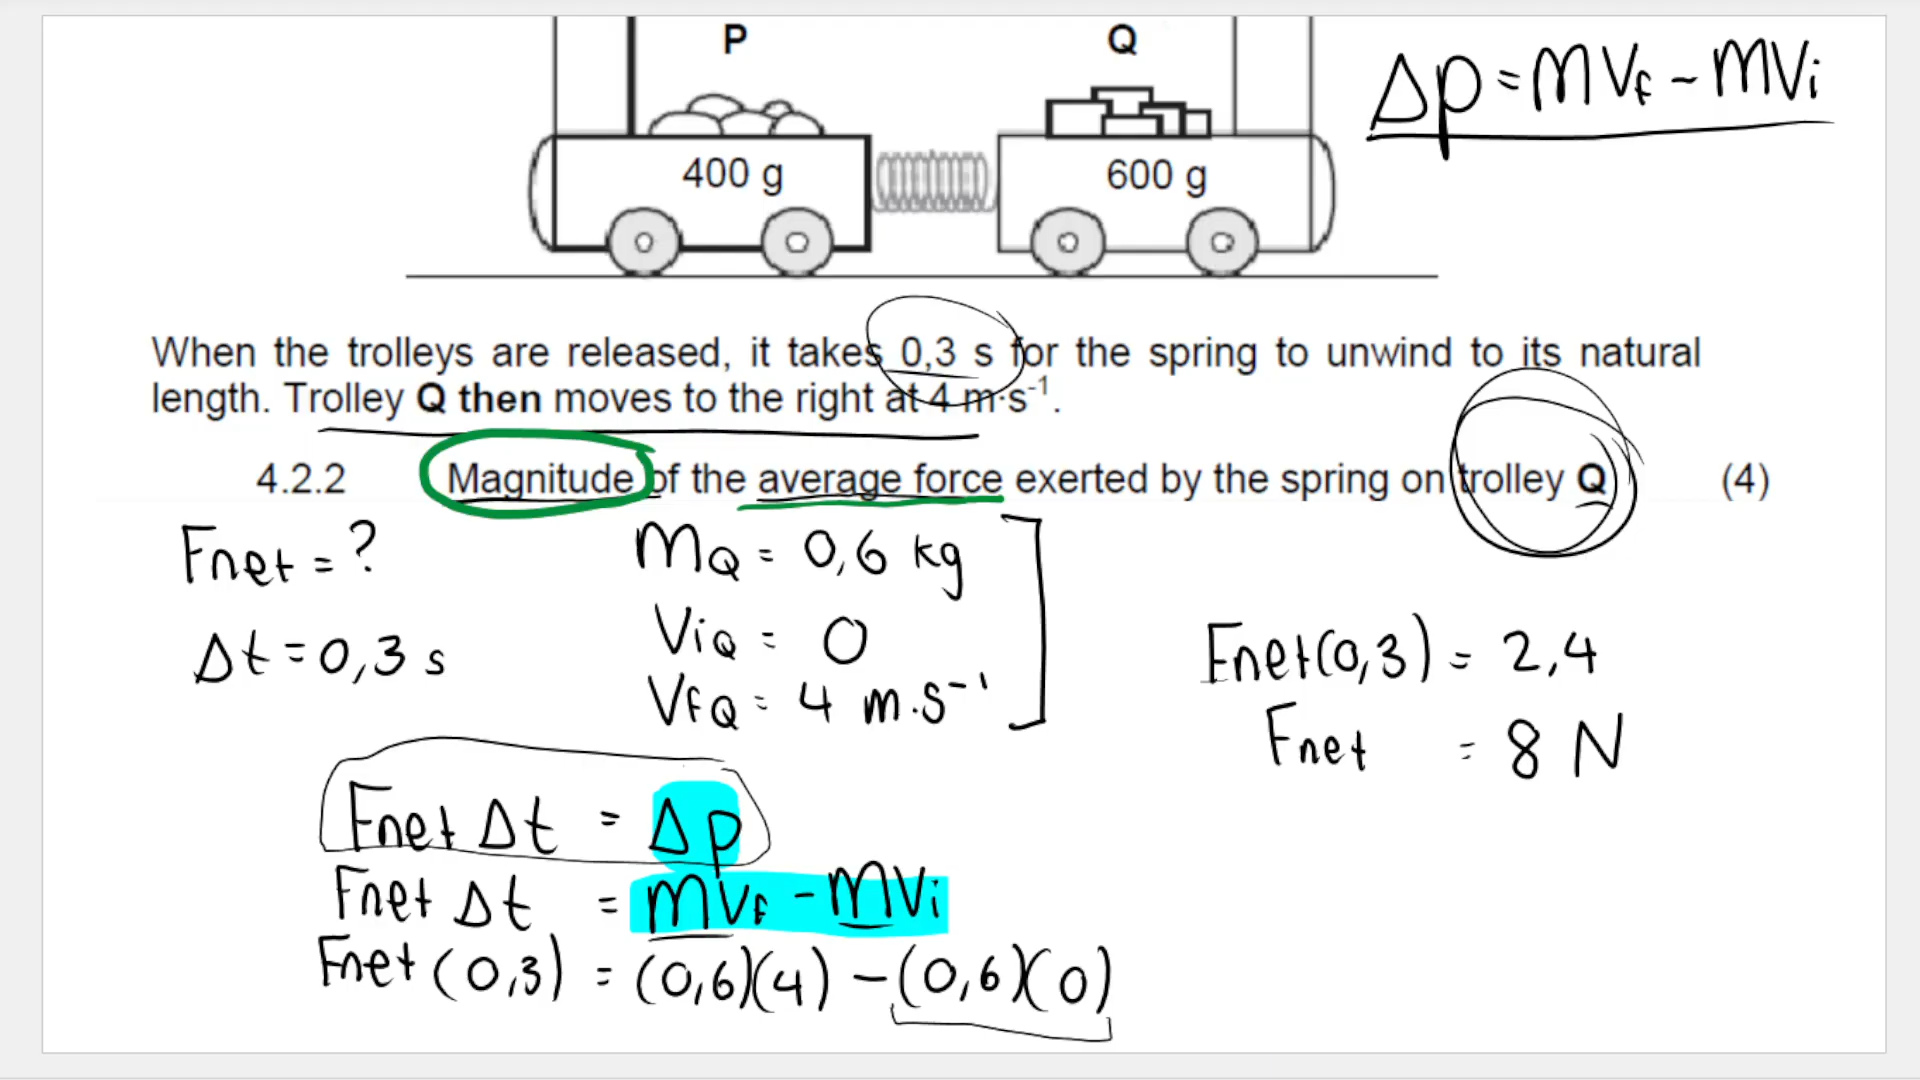 P Q
Δp = mVf - mVi
400 g 600 g
When the trolleys are released, it takes 0,3 s for the spring to unwind to its natural
length. Trolley Q then moves to the right at 4 m·s⁻¹.
4.2.2 Magnitude of the average force exerted by the spring on trolley Q (4)
Fnet = ? mQ = 0,6 kg
Δt = 0,3 s ViQ = 0
VfQ = 4 m.s⁻¹
Fnet(0,3) = 2,4
Fnet = 8 N
Fnet Δt = Δp
Fnet Δt = mVf - mVi
Fnet (0,3) = (0,6)(4) - (0,6)(0)